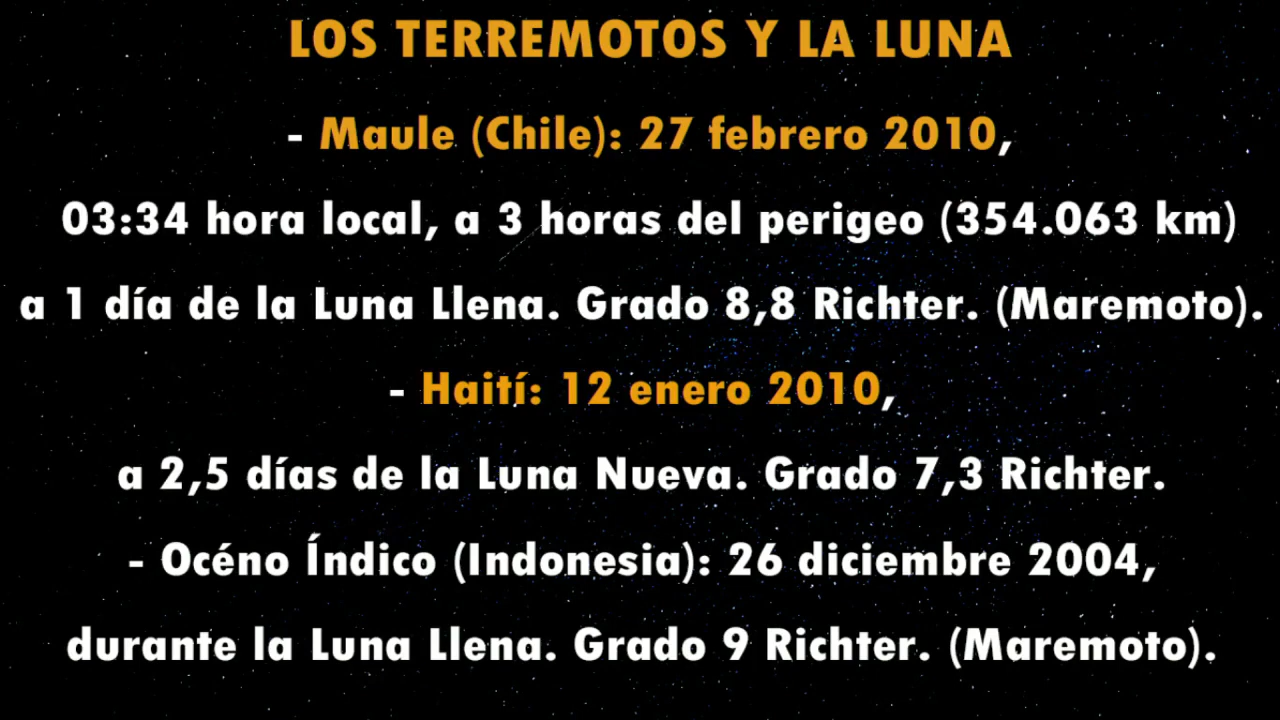 LOS TERREMOTOS Y LA LUNA
- Maule (Chile): 27 febrero 2010,
03:34 hora local, a 3 horas del perigeo (354.063 km)
a 1 día de la Luna Llena. Grado 8,8 Richter. (Maremoto).
- Haití: 12 enero 2010,
a 2,5 días de la Luna Nueva. Grado 7,3 Richter.
- Océno Índico (Indonesia): 26 diciembre 2004,
durante la Luna Llena. Grado 9 Richter. (Maremoto).